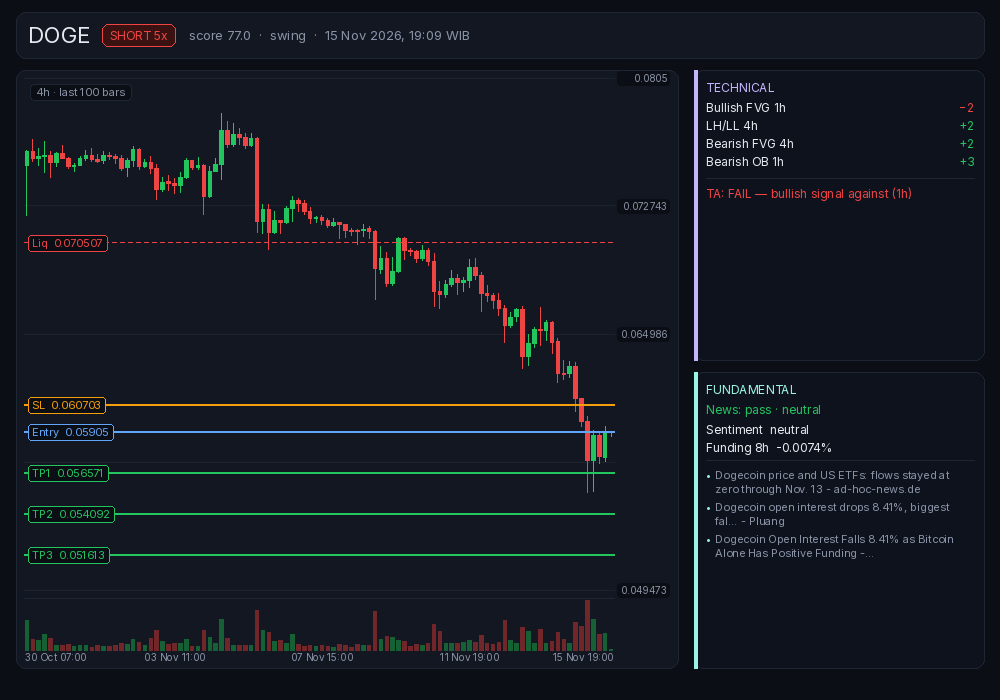 DOGE SHORT 5x score 77.0 · swing · 15 Nov 2026, 19:09 WIB
4h · last 100 bars
0.0805
0.072743
Liq 0.070507
0.064986
SL 0.060703
Entry 0.05905
TP1 0.056571
TP2 0.054092
TP3 0.051613
0.049473
30 Oct 07:00 03 Nov 11:00 07 Nov 15:00 11 Nov 19:00 15 Nov 19:00
TECHNICAL
Bullish FVG 1h −2
LH/LL 4h +2
Bearish FVG 4h +2
Bearish OB 1h +3
TA: FAIL — bullish signal against (1h)
FUNDAMENTAL
News: pass · neutral
Sentiment neutral
Funding 8h -0.0074%
• Dogecoin price and US ETFs: flows stayed at
zero through Nov. 13 - ad-hoc-news.de
• Dogecoin open interest drops 8.41%, biggest
fal... - Pluang
• Dogecoin Open Interest Falls 8.41% as Bitcoin
Alone Has Positive Funding -...